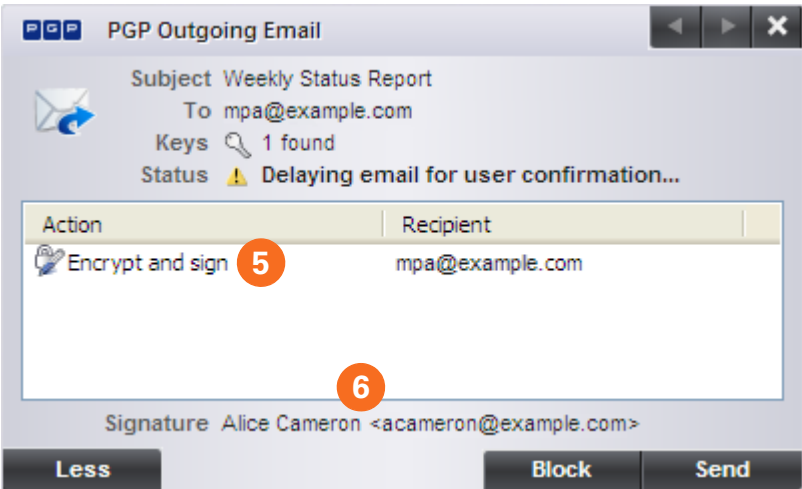 PGP PGP Outgoing Email
Subject Weekly Status Report
To mpa@example.com
Keys 1 found
Status Delaying email for user confirmation...
Action Recipient
Encrypt and sign 5 mpa@example.com
6
Signature Alice Cameron <acameron@example.com>
Less Block Send